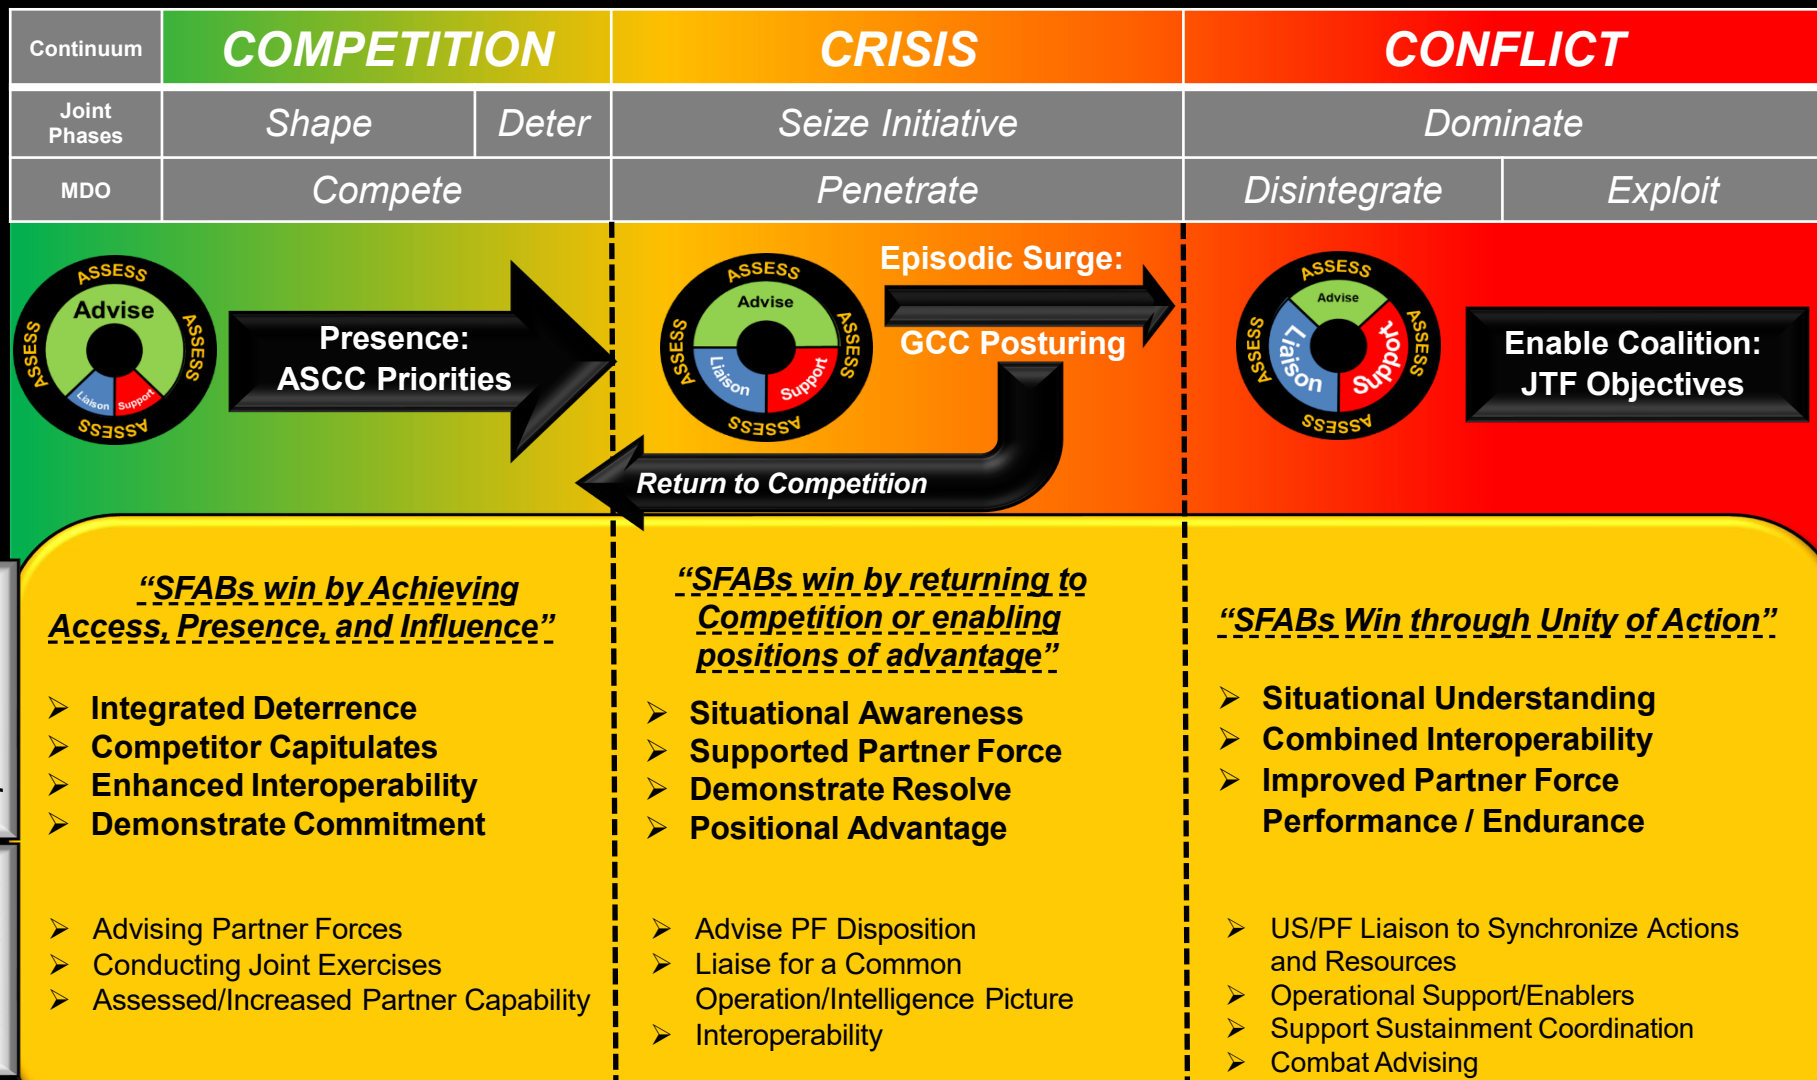 Continuum
COMPETITION
CRISIS
CONFLICT
Joint
Phases
Shape
Deter
Seize Initiative
Dominate
MDO
Compete
Penetrate
Disintegrate
Exploit
ASSESS
ASSESS
ASSESS
ASSESS
Advise
Liaison
Support
Presence:
ASCC Priorities
ASSESS
ASSESS
ASSESS
ASSESS
Advise
Liaison
Support
Episodic Surge:
GCC Posturing
Return to Competition
ASSESS
ASSESS
ASSESS
ASSESS
Advise
Liaison
Support
Enable Coalition:
JTF Objectives
“SFABs win by Achieving
Access, Presence, and Influence”
➢ Integrated Deterrence
➢ Competitor Capitulates
➢ Enhanced Interoperability
➢ Demonstrate Commitment
➢ Advising Partner Forces
➢ Conducting Joint Exercises
➢ Assessed/Increased Partner Capability
“SFABs win by returning to
Competition or enabling
positions of advantage”
➢ Situational Awareness
➢ Supported Partner Force
➢ Demonstrate Resolve
➢ Positional Advantage
➢ Advise PF Disposition
➢ Liaise for a Common
Operation/Intelligence Picture
➢ Interoperability
“SFABs Win through Unity of Action”
➢ Situational Understanding
➢ Combined Interoperability
➢ Improved Partner Force
Performance / Endurance
➢ US/PF Liaison to Synchronize Actions
and Resources
➢ Operational Support/Enablers
➢ Support Sustainment Coordination
➢ Combat Advising